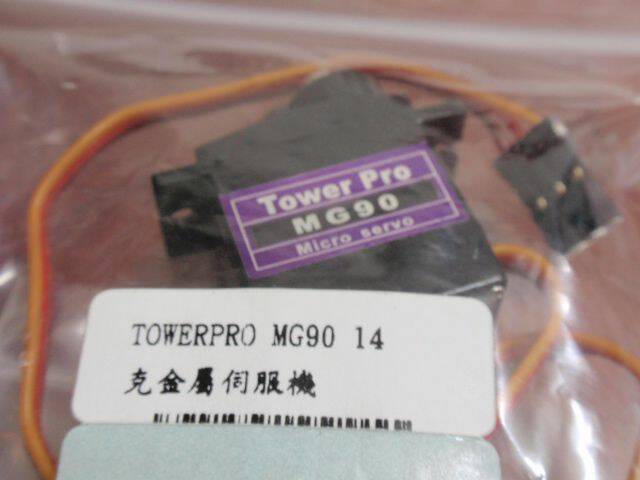 Tower Pro
MG90
Micro servo
TOWERPRO MG90 14
克金屬伺服機